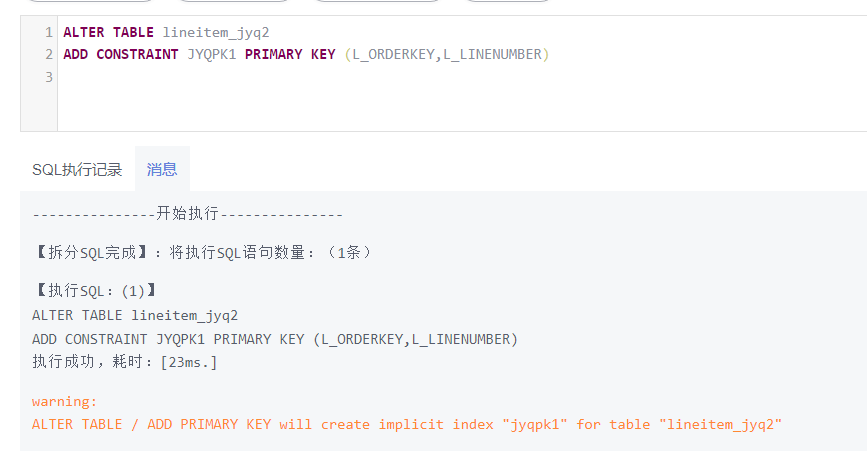 1 ALTER TABLE lineitem_jyq2
2 ADD CONSTRAINT JYQPK1 PRIMARY KEY (L_ORDERKEY,L_LINENUMBER)
3
SQL执行记录 消息
---------------开始执行---------------
【拆分SQL完成】：将执行SQL语句数量：（1条）
【执行SQL：(1)】
ALTER TABLE lineitem_jyq2
ADD CONSTRAINT JYQPK1 PRIMARY KEY (L_ORDERKEY,L_LINENUMBER)
执行成功，耗时：[23ms.]
warning:
ALTER TABLE / ADD PRIMARY KEY will create implicit index "jyqpk1" for table "lineitem_jyq2"